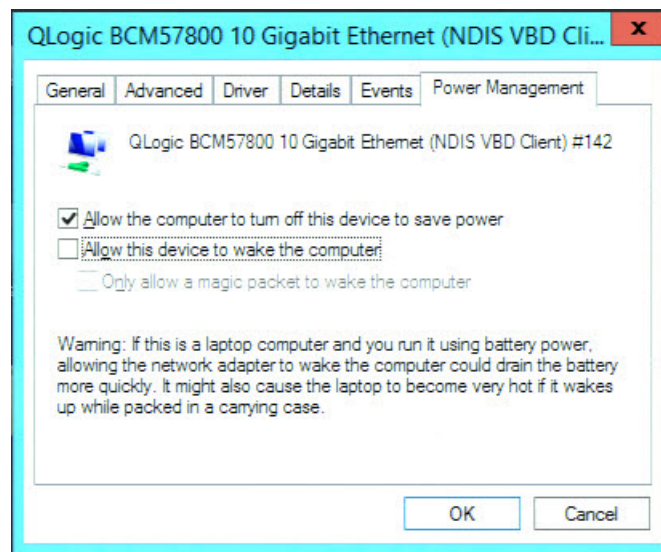 QLogic BCM57800 10 Gigabit Ethernet (NDIS VBD Cli... x
General Advanced Driver Details Events Power Management
QLogic BCM57800 10 Gigabit Ethernet (NDIS VBD Client) #142
Allow the computer to turn off this device to save power
Allow this device to wake the computer
Only allow a magic packet to wake the computer
Warning: If this is a laptop computer and you run it using battery power,
allowing the network adapter to wake the computer could drain the battery
more quickly. It might also cause the laptop to become very hot if it wakes
up while packed in a carrying case.
OK Cancel